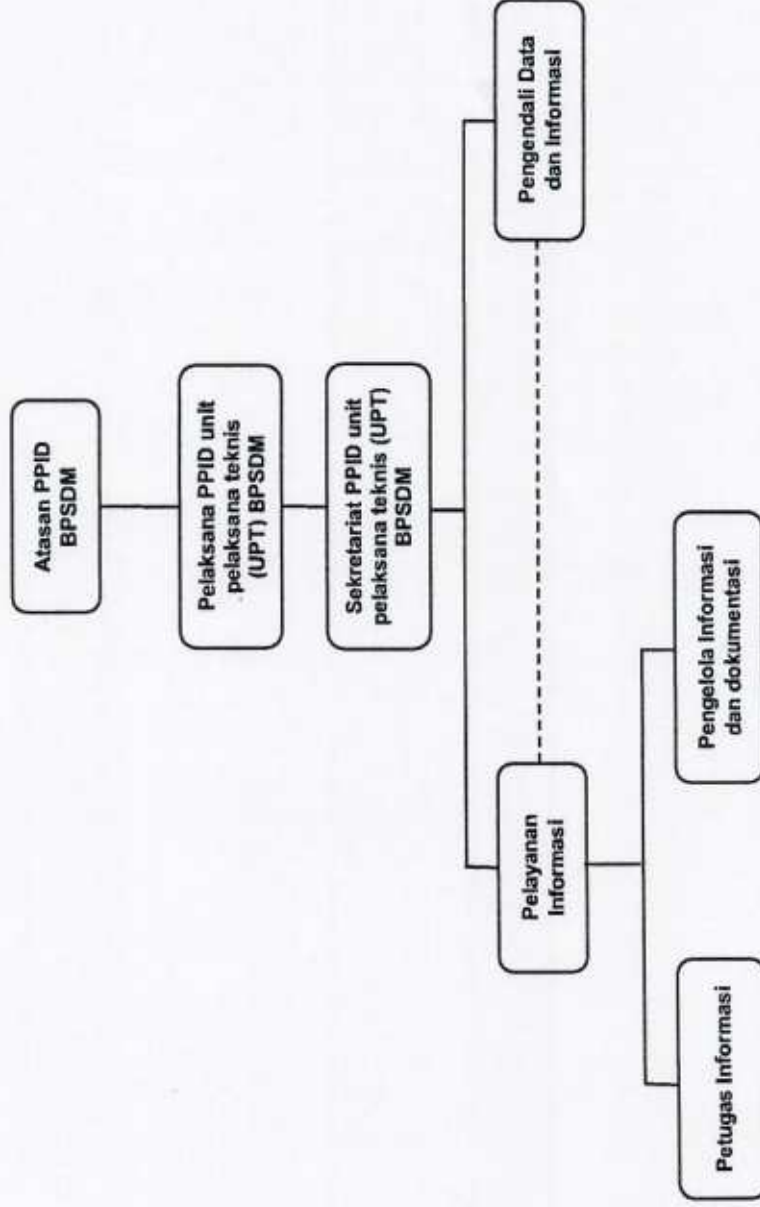 Atasan PPID
BPSDM
Pelaksana PPID unit
pelaksana teknis
(UPT) BPSDM
Sekretariat PPID unit
pelaksana teknis (UPT)
BPSDM
Pelayanan
Informasi
Pengendali Data
dan Informasi
Petugas Informasi
Pengelola Informasi
dan dokumentasi